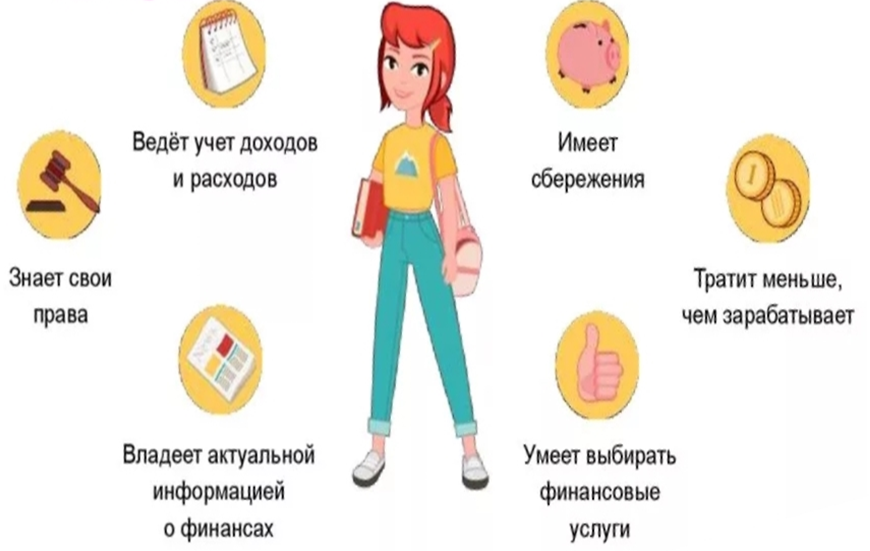 Ведёт учет доходов
и расходов
Имеет
сбережения
Знает свои
права
Тратит меньше,
чем зарабатывает
News
Владеет актуальной
информацией
о финансах
Умеет выбирать
финансовые
услуги